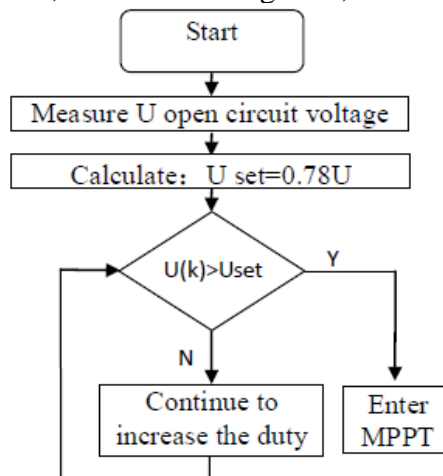 Start
Measure U open circuit voltage
Calculate: U set=0.78U
U(k)>Uset
Y
N
Continue to
increase the duty
Enter
MPPT